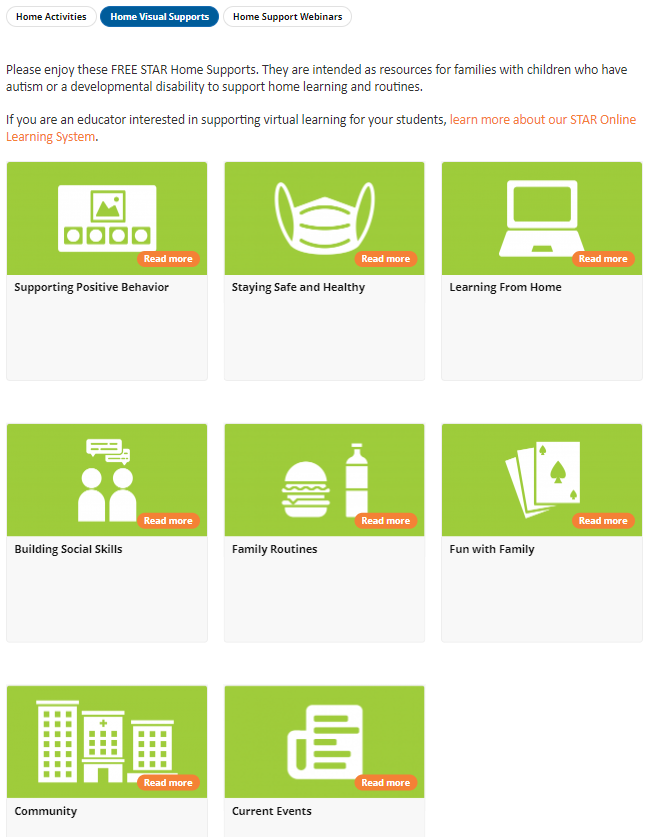 Home Activities
Home Visual Supports
Home Support Webinars
Please enjoy these FREE STAR Home Supports. They are intended as resources for families with children who have
autism or a developmental disability to support home learning and routines.
If you are an educator interested in supporting virtual learning for your students, learn more about our STAR Online
Learning System.
Read more
Read more
Read more
Supporting Positive Behavior
Staying Safe and Healthy
Learning From Home
Read more
Read more
Read more
Building Social Skills
Family Routines
Fun with Family
Read more
Read more
Community
Current Events